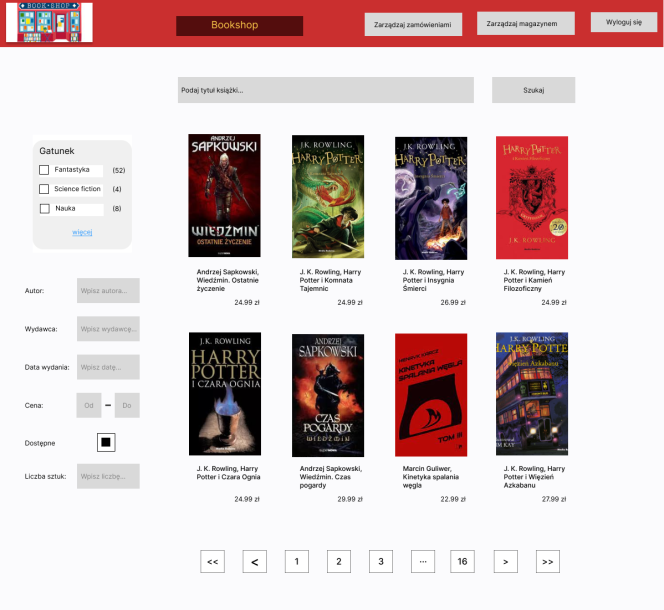 BOOK SHOP
Bookshop
Zarządzaj zamówieniami
Zarządzaj magazynem
Wyloguj się
Podaj tytuł książki...
Szukaj
Gatunek
Fantastyka (52)
Science fiction (4)
Nauka (8)
więcej
Autor: Wpisz autora...
Wydawca: Wpisz wydawcę...
Data wydania: Wpisz datę...
Cena: Od – Do
Dostępne
Liczba sztuk: Wpisz liczbę...
ANDRZEJ
SAPKOWSKI
WIEDŹMIN
OSTATNIE ŻYCZENIE
J.K. ROWLING
HARRY POTTER
J.K. ROWLING
HARRY POTTER
HARRY POTTER
20
J.K. ROWLING
Andrzej Sapkowski,
Wiedźmin. Ostatnie
życzenie
24.99 zł
J. K. Rowling, Harry
Potter i Komnata
Tajemnic
24.99 zł
J. K. Rowling, Harry
Potter i Insygnia
Śmierci
26.99 zł
J. K. Rowling, Harry
Potter i Kamień
Filozoficzny
24.99 zł
J.K. ROWLING
HARRY
POTTER
I CZARA OGNIA
ANDRZEJ
SAPKOWSKI
CZAS
POGARDY
WIEDŹMIN
KINETYKA
SPALANIA WĘGLA
TOM III
J.K. ROWLING
HARRY POTTE
Więzień Azkabanu
J. K. Rowling, Harry
Potter i Czara Ognia
24.99 zł
Andrzej Sapkowski,
Wiedźmin. Czas
pogardy
29.99 zł
Marcin Guliwer,
Kinetyka spalania
węgla
22.99 zł
J. K. Rowling, Harry
Potter i Więzień
Azkabanu
27.99 zł
<< < 1 2 3 ... 16 > >>